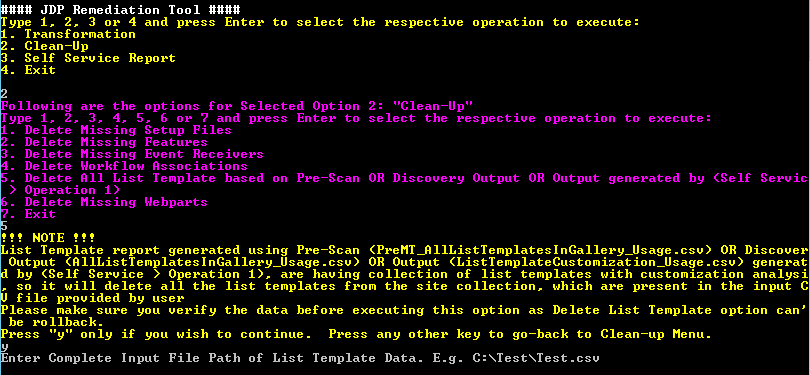 #### JDP Remediation Tool ####
Type 1, 2, 3 or 4 and press Enter to select the respective operation to execute:
1. Transformation
2. Clean-Up
3. Self Service Report
4. Exit
2
Following are the options for Selected Option 2: "Clean-Up"
Type 1, 2, 3, 4, 5, 6 or 7 and press Enter to select the respective operation to execute:
1. Delete Missing Setup Files
2. Delete Missing Features
3. Delete Missing Event Receivers
4. Delete Workflow Associations
5. Delete All List Template based on Pre-Scan OR Discovery Output OR Output generated by (Self Servic
> Operation 1)
6. Delete Missing Webparts
7. Exit
5
!!! NOTE !!!
List Template report generated using Pre-Scan (PreMT_AllListTemplatesInGallery_Usage.csv) OR Discover
Output (AllListTemplatesInGallery_Usage.csv) OR Output (ListTemplateCustomization_Usage.csv) generat
d by (Self Service > Operation 1), are having collection of list templates with customization analysi
, so it will delete all the list templates from the site collection, which are present in the input C
V file provided by user
Please make sure you verify the data before executing this option as Delete List Template option can'
be rollback.
Press "y" only if you wish to continue.  Press any other key to go-back to Clean-up Menu.
y
Enter Complete Input File Path of List Template Data. E.g. C:\Test\Test.csv